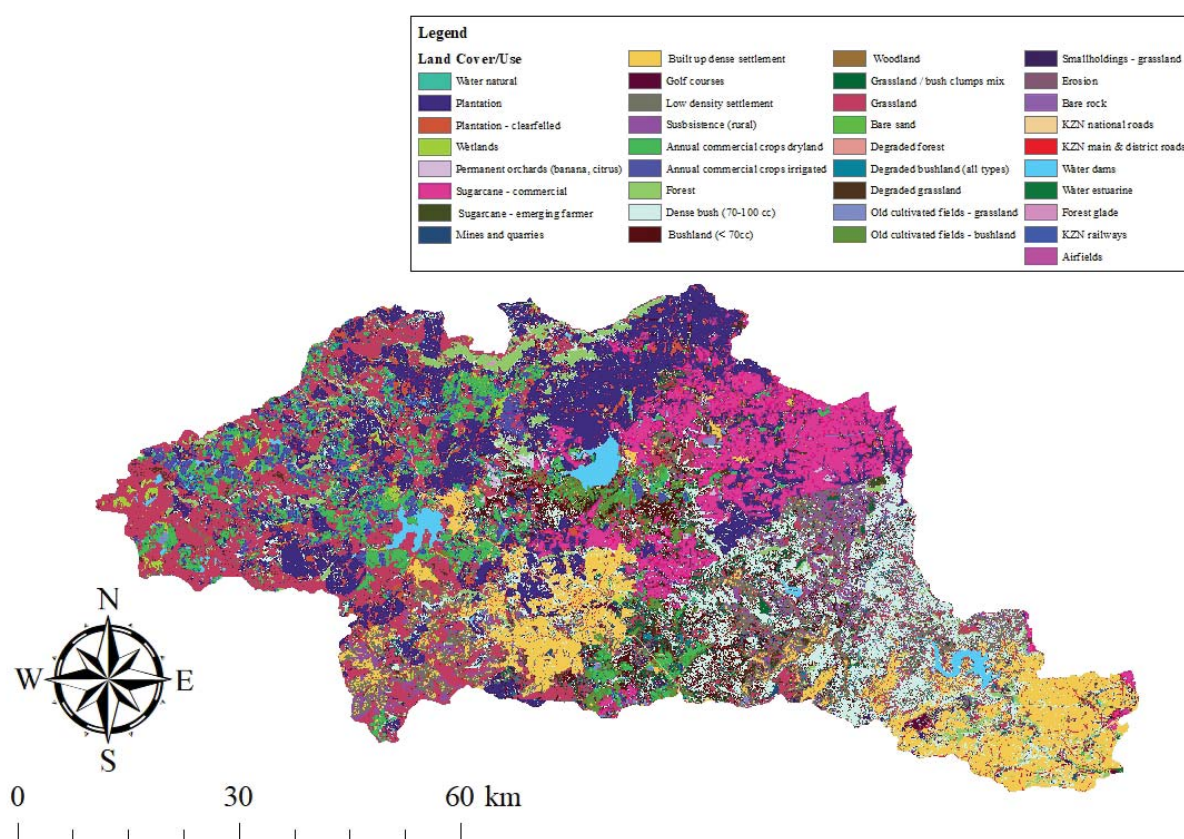 Legend
Land Cover/Use
Water natural
Plantation
Plantation - clearfelled
Wetlands
Permanent orchards (banana, citrus)
Sugarcane - commercial
Sugarcane - emerging farmer
Mines and quarries
Built up dense settlement
Golf courses
Low density settlement
Susbsistence (rural)
Annual commercial crops dryland
Annual commercial crops irrigated
Forest
Dense bush (70-100 cc)
Bushland (< 70cc)
Woodland
Grassland / bush clumps mix
Grassland
Bare sand
Degraded forest
Degraded bushland (all types)
Degraded grassland
Old cultivated fields - grassland
Old cultivated fields - bushland
Smallholdings - grassland
Erosion
Bare rock
KZN national roads
KZN main & district roads
Water dams
Water estuarine
Forest glade
KZN railways
Airfields
N
W E
S
0 30 60 km